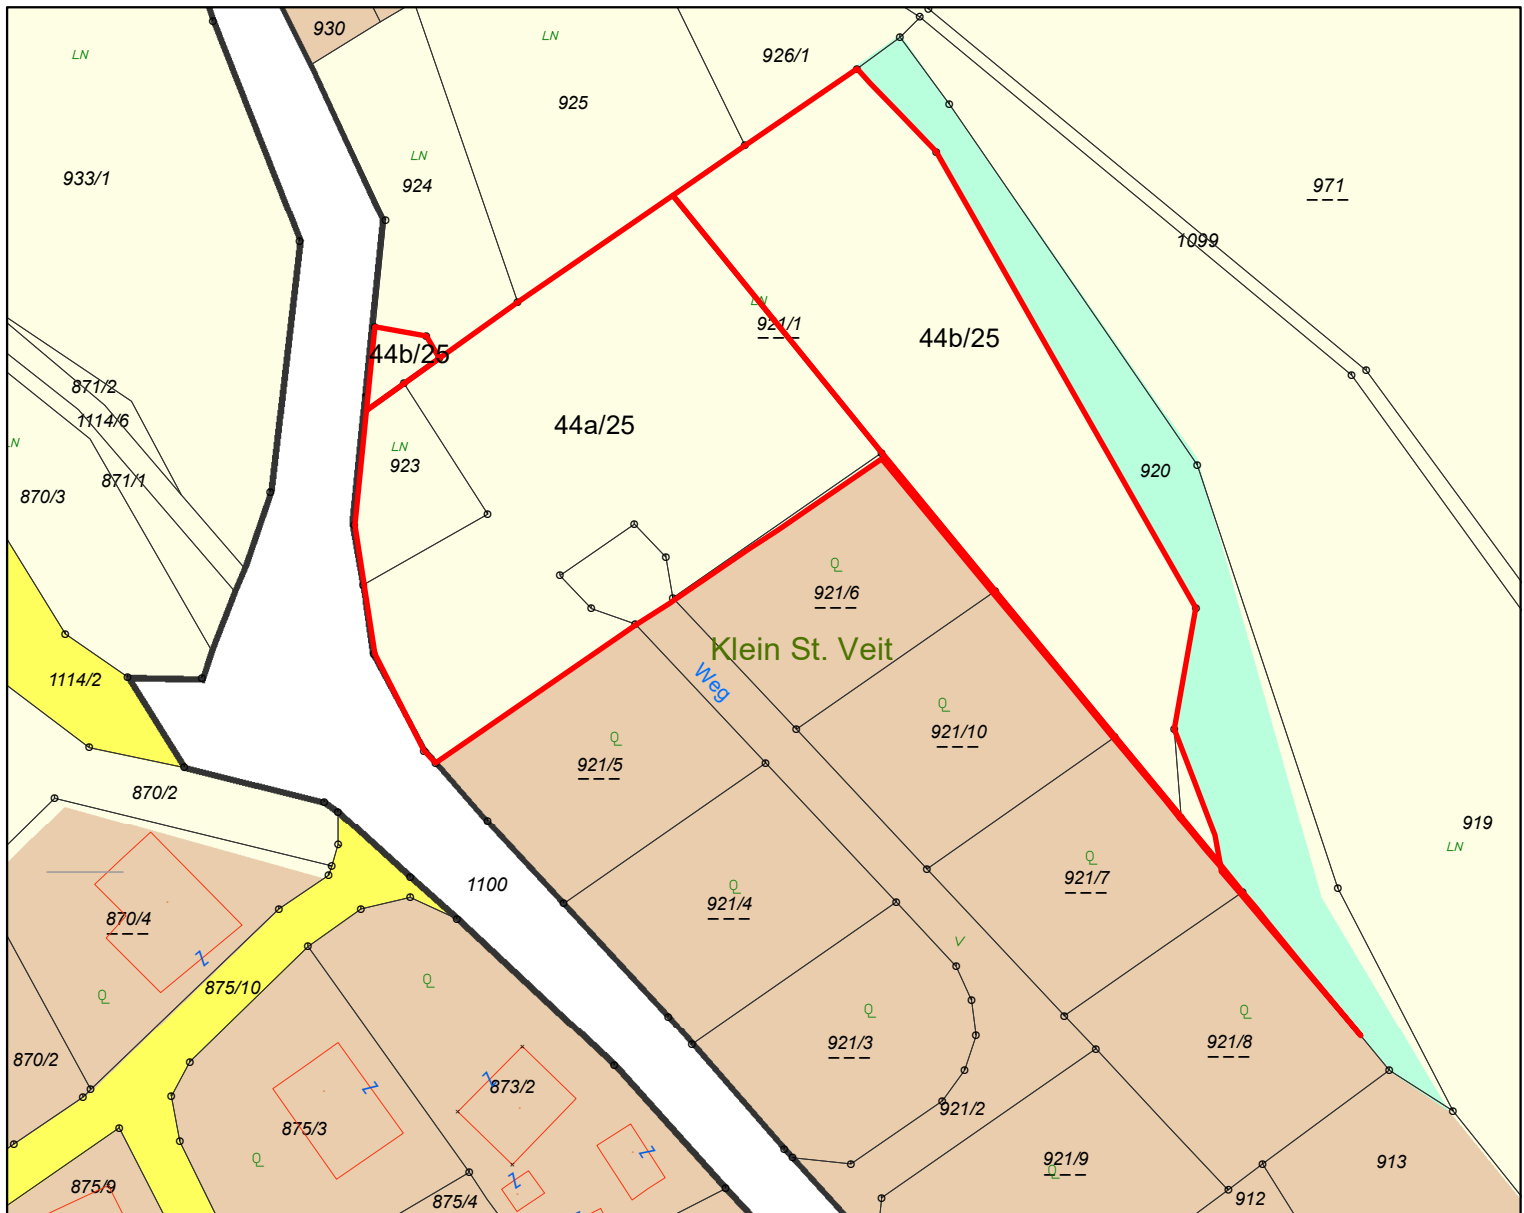 930
LN
LN
926/1
925
LN
924
933/1
971
1099
LN
921/1
44b/25
44b/25
871/2
1114/6
44a/25
LN
LN
923
920
871/1
870/3
Q
921/6
Klein St. Veit
Weg
1114/2
Q
921/10
Q
921/5
870/2
919
LN
Q
921/7
1100
Q
921/4
870/4
Z
V
875/10
Q
Q
Q
921/3
Q
921/8
870/2
Z
873/2
Z
921/2
875/3
Z
Q
921/9
Q
913
875/9
Z
875/4
912